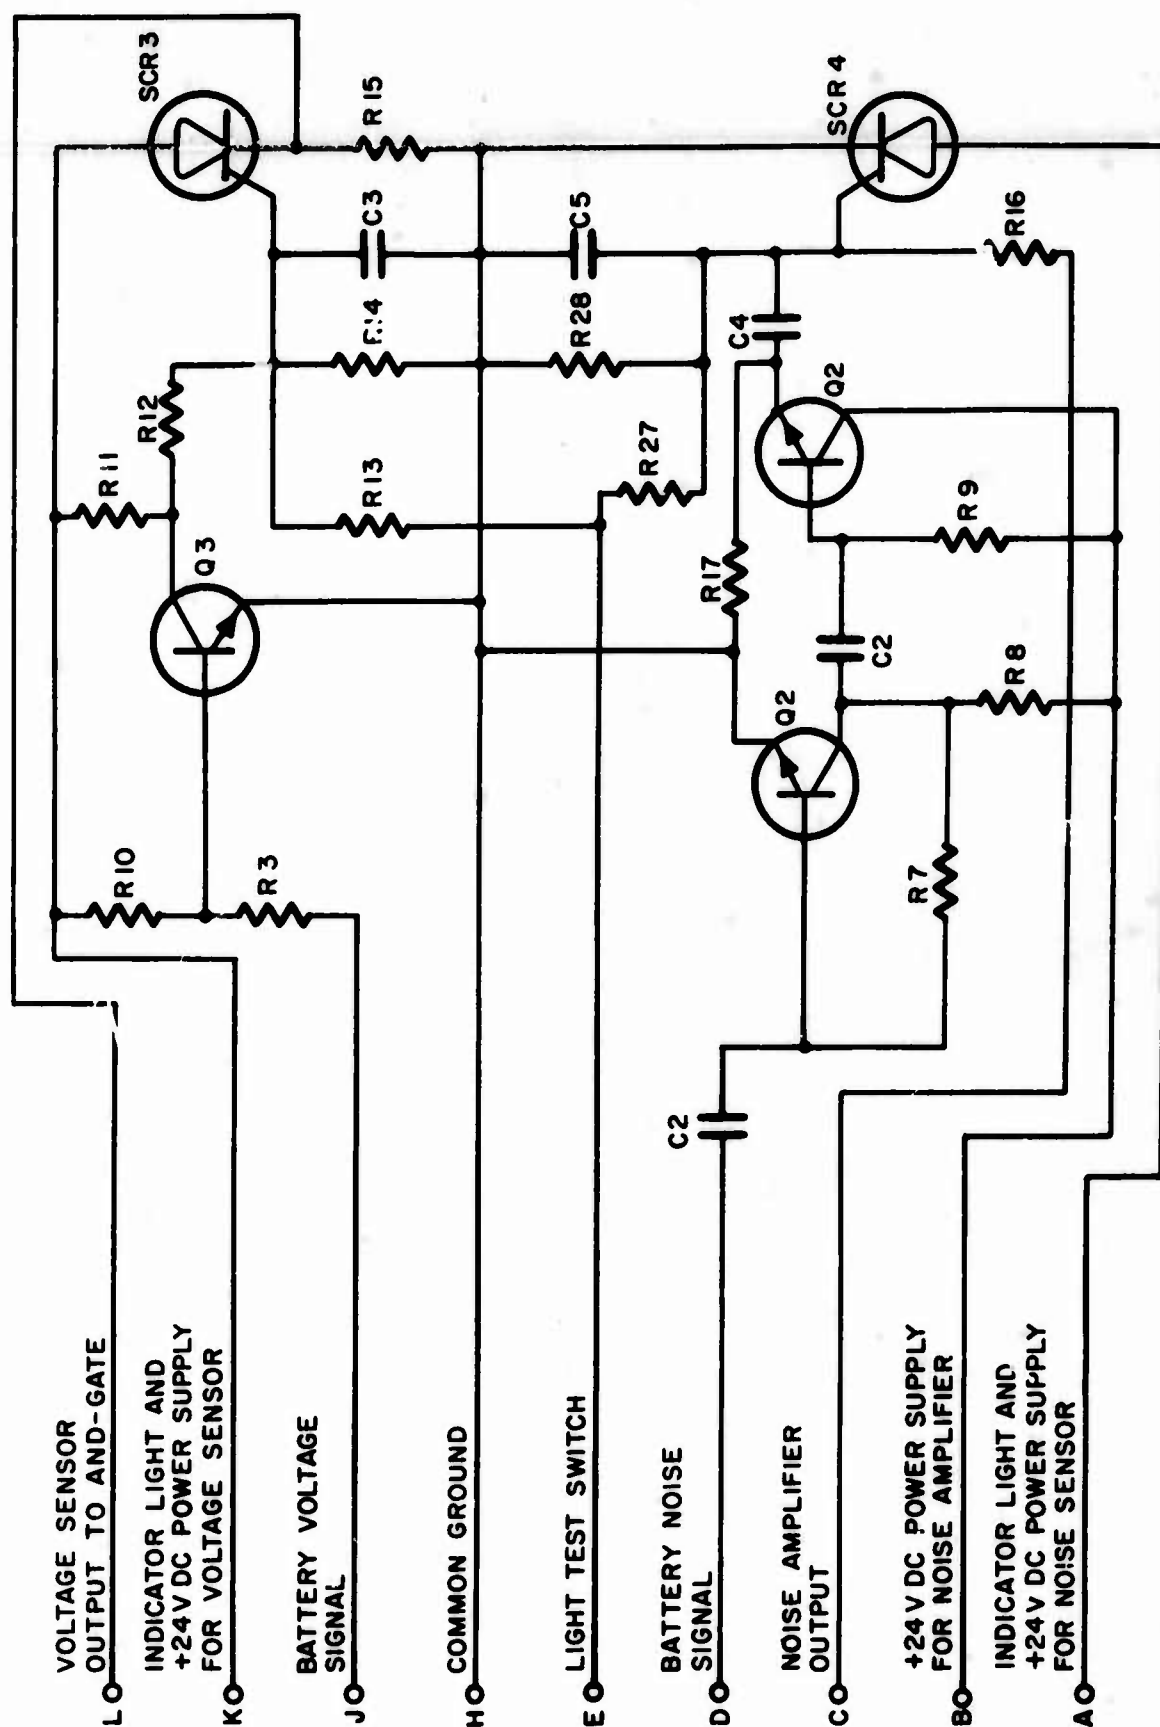 SCR3
R15
C3
C5
SCR 4
R16
R28
C4
R12
R11
R13
R27
Q2
Q3
R17
R9
C2
Q2
R8
R10
R3
R7
C2
VOLTAGE SENSOR
OUTPUT TO AND-GATE
L
INDICATOR LIGHT AND
+24V DC POWER SUPPLY
FOR VOLTAGE SENSOR
K
BATTERY VOLTAGE
SIGNAL
J
COMMON GROUND
H
LIGHT TEST SWITCH
E
BATTERY NOISE
SIGNAL
D
NOISE AMPLIFIER
OUTPUT
C
+24V DC POWER SUPPLY
FOR NOISE AMPLIFIER
B
INDICATOR LIGHT AND
+24V DC POWER SUPPLY
FOR NOISE SENSOR
A